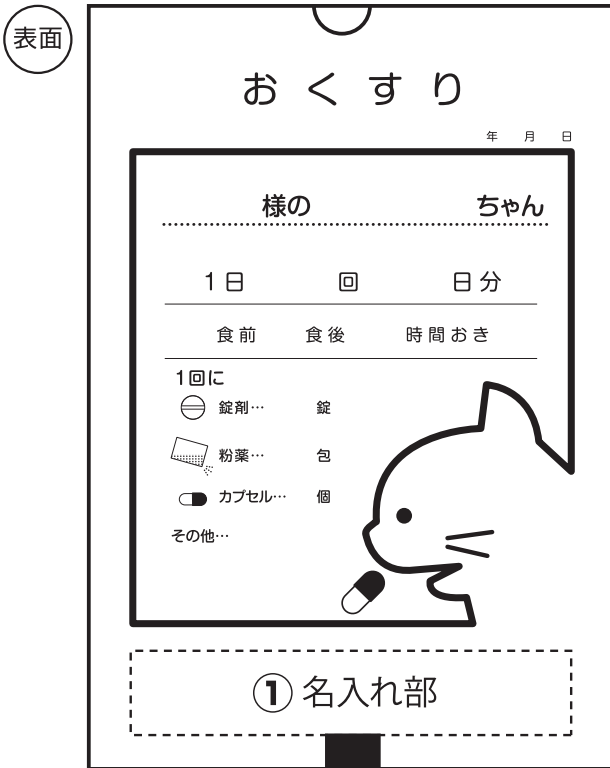 表面
おくすり
年 月 日
様の ちゃん
1日 回 日分
食前 食後 時間おき
1回に
錠剤… 錠
粉薬… 包
カプセル… 個
その他…
①名入れ部